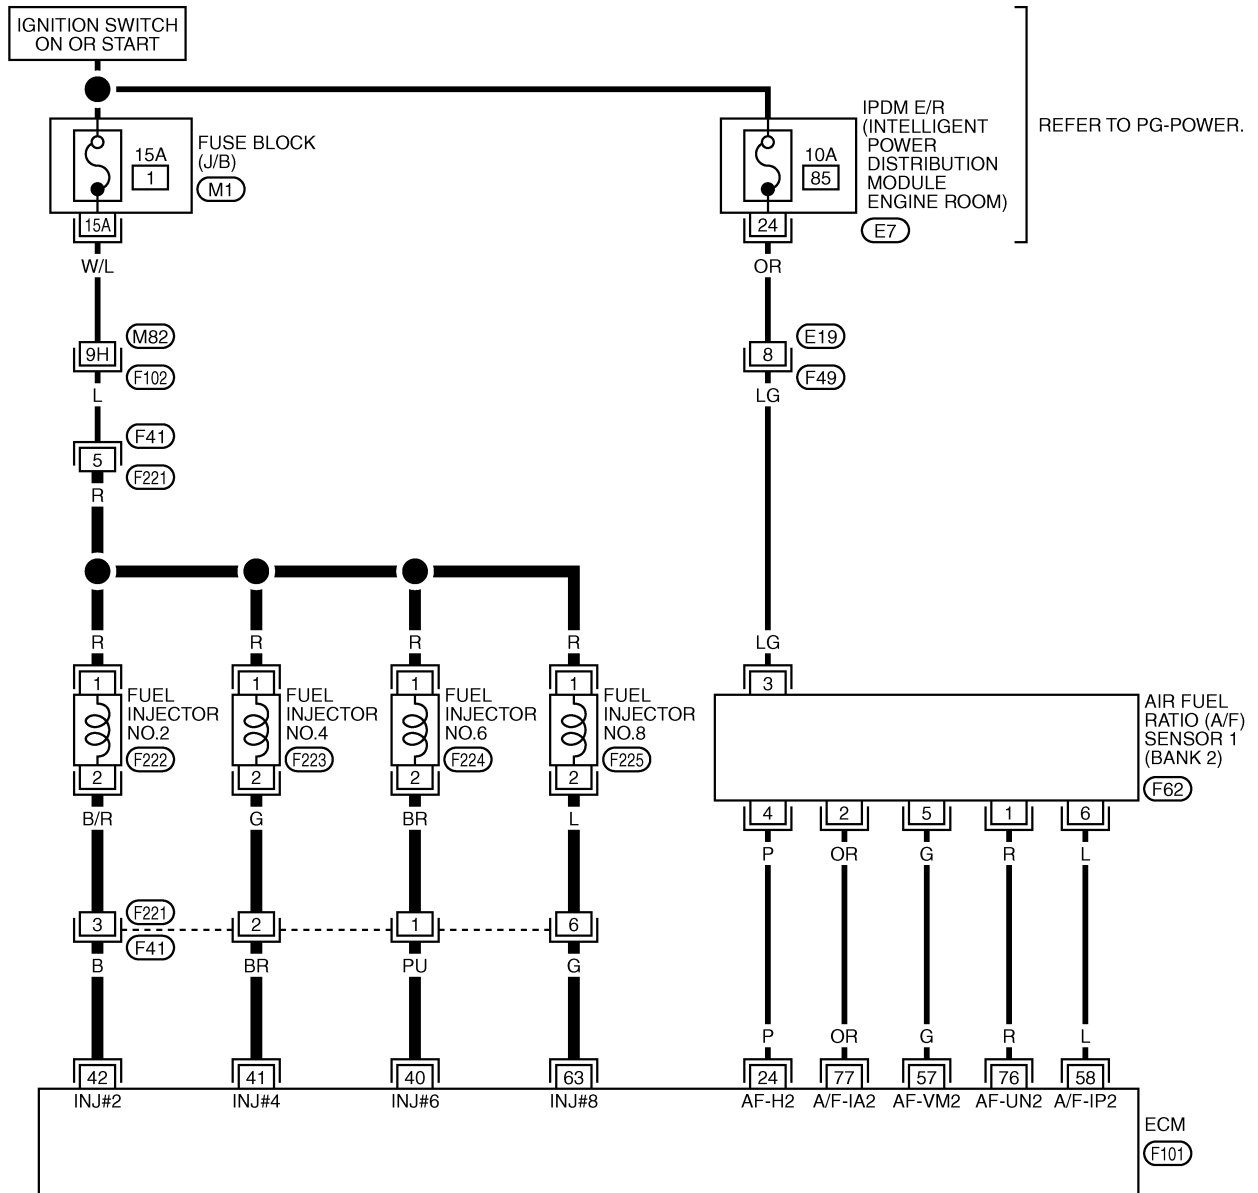 IGNITION SWITCH
ON OR START
FUSE BLOCK
(J/B)
M1
15A
1
15A
IPDM E/R
(INTELLIGENT
POWER
DISTRIBUTION
MODULE
ENGINE ROOM)
E7
10A
85
24
REFER TO PG-POWER.
W/L
OR
M82
9H
F102
E19
8
F49
L
LG
F41
5
F221
R
R
R
R
R
LG
1
1
1
1
3
FUEL
INJECTOR
NO.2
F222
FUEL
INJECTOR
NO.4
F223
FUEL
INJECTOR
NO.6
F224
FUEL
INJECTOR
NO.8
F225
AIR FUEL
RATIO (A/F)
SENSOR 1
(BANK 2)
F62
2
2
2
2
4
2
5
1
6
B/R
G
BR
L
P
OR
G
R
L
F221
3
2
1
6
F41
B
BR
PU
G
P
OR
G
R
L
42
41
40
63
24
77
57
76
58
INJ#2
INJ#4
INJ#6
INJ#8
AF-H2
A/F-IA2
AF-VM2
AF-UN2
A/F-IP2
ECM
F101